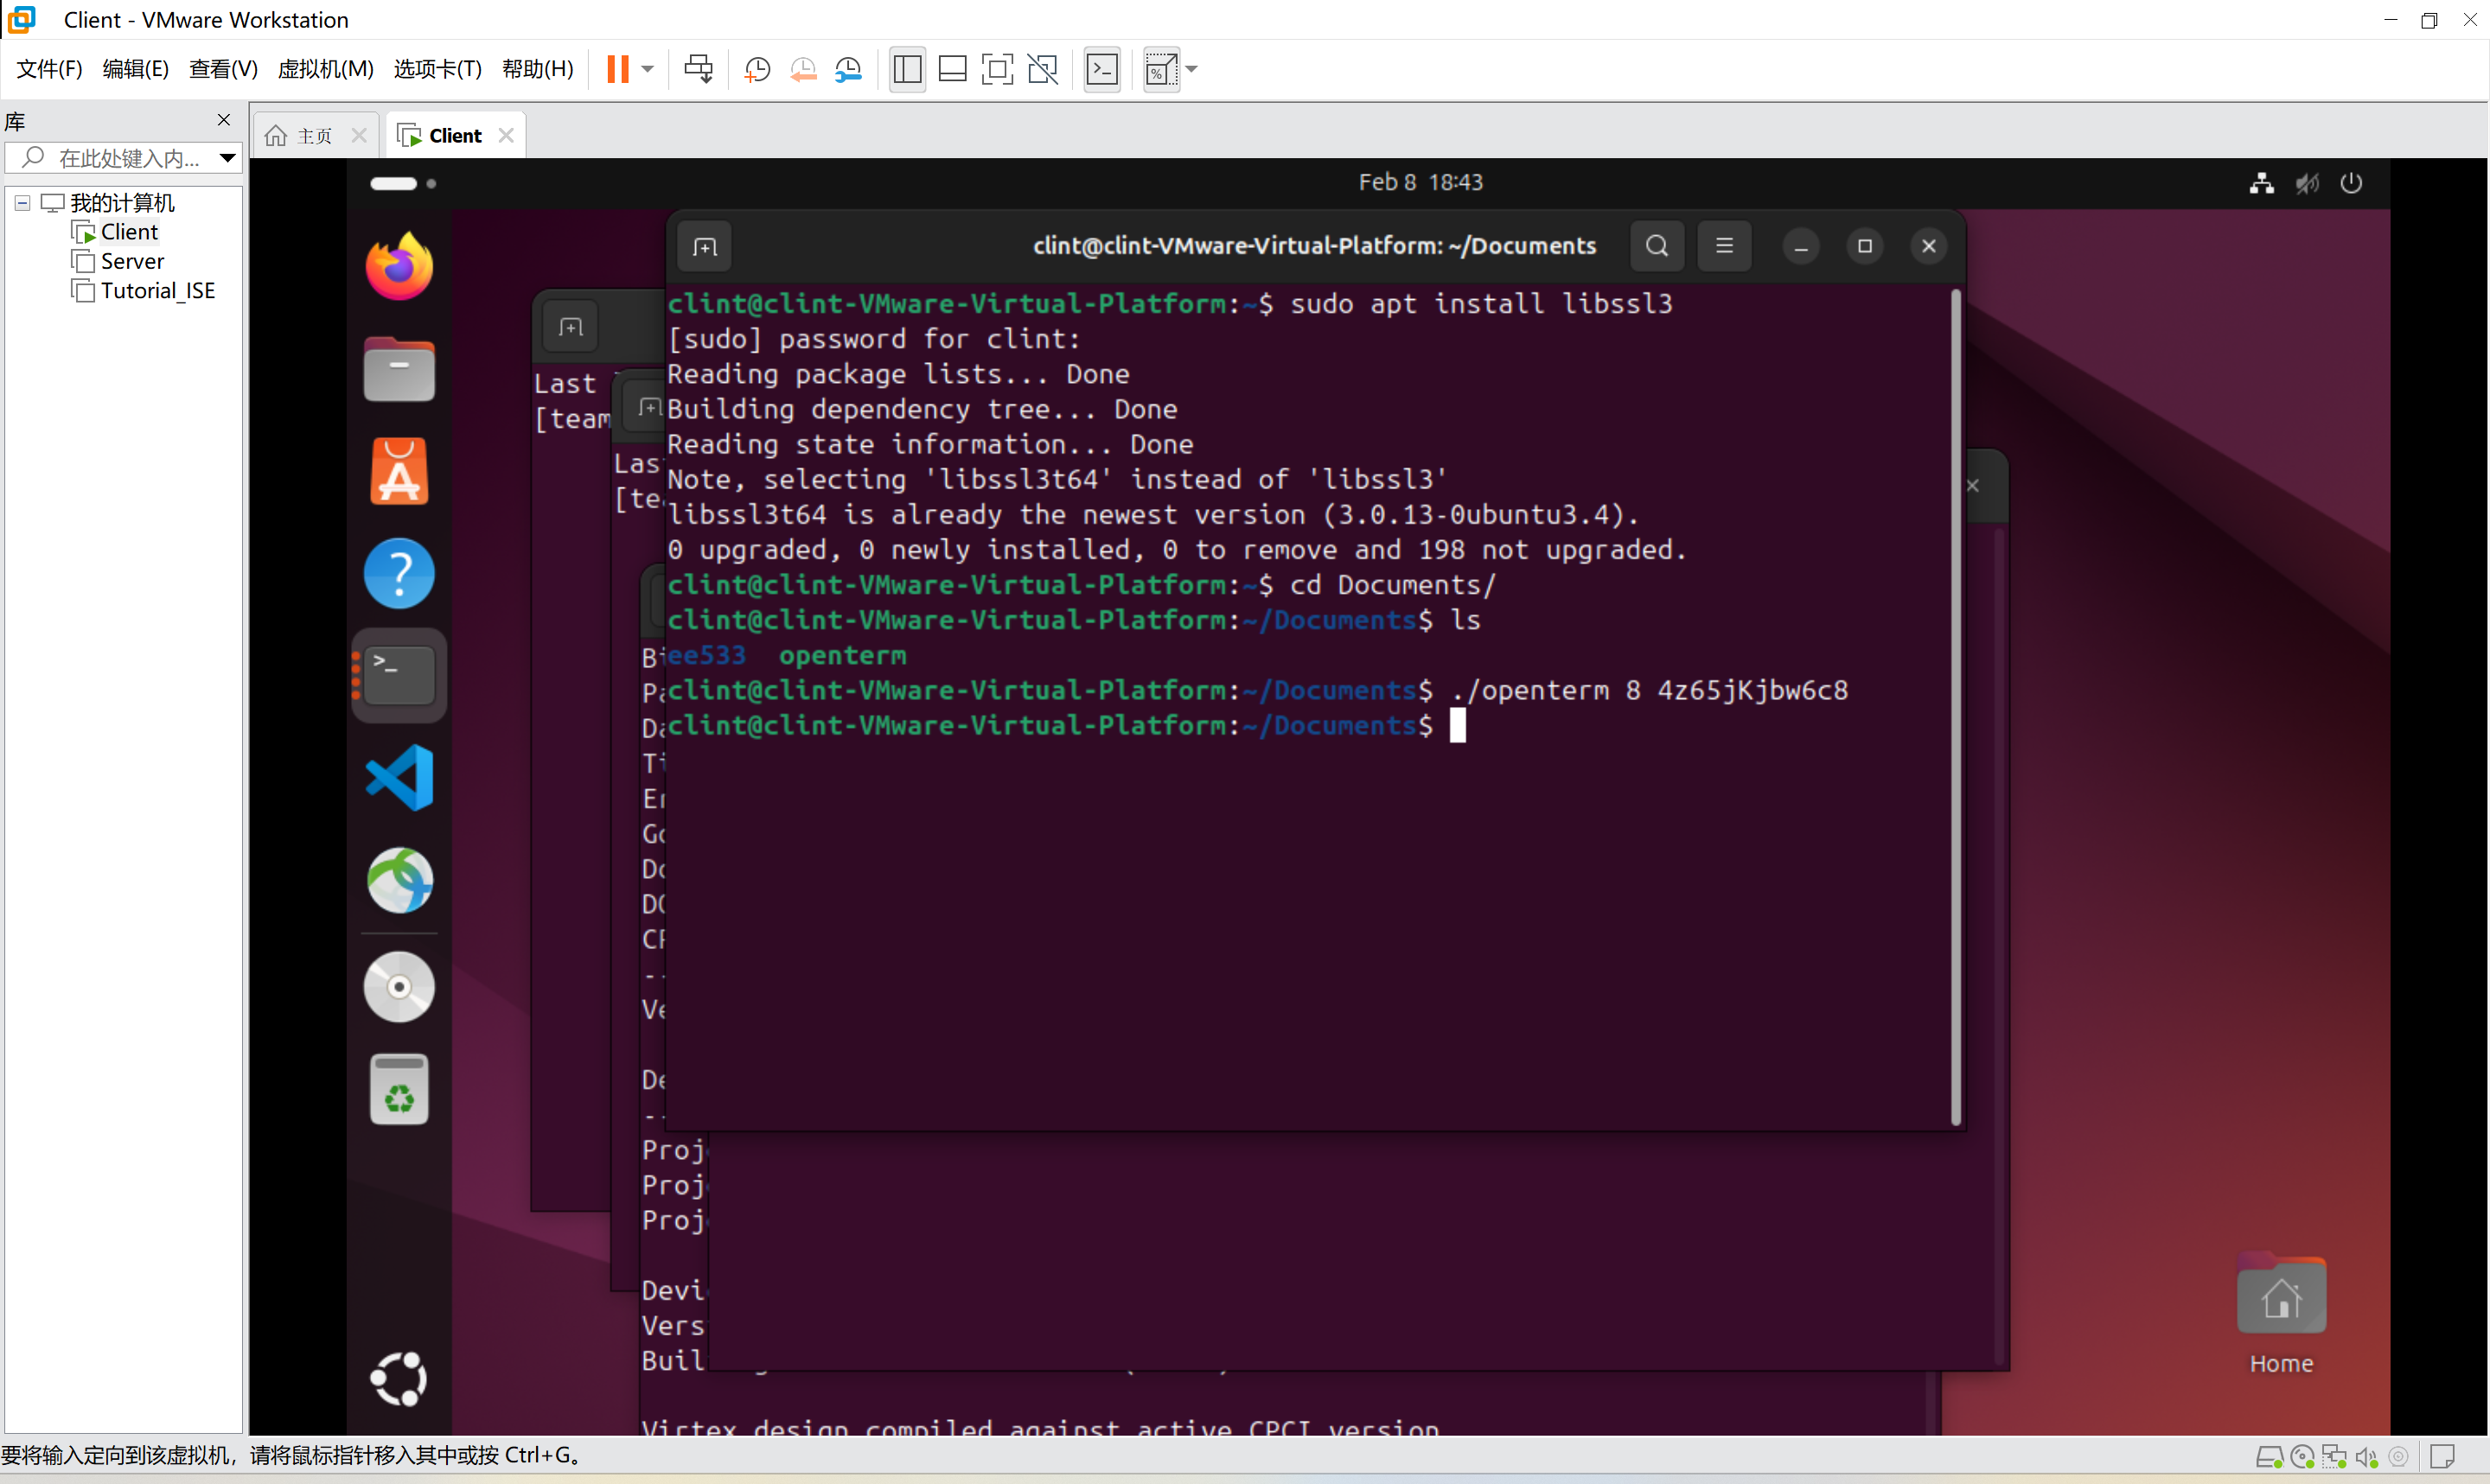 Client - VMware Workstation
文件(F) 编辑(E) 查看(V) 虚拟机(M) 选项卡(T) 帮助(H)
库
在此处键入内...
我的计算机
Client
Server
Tutorial_ISE
主页
Client
Feb 8 18:43
clint@clint-VMware-Virtual-Platform: ~/Documents
clint@clint-VMware-Virtual-Platform:~$ sudo apt install libssl3
[sudo] password for clint:
Reading package lists... Done
Building dependency tree... Done
Reading state information... Done
Note, selecting 'libssl3t64' instead of 'libssl3'
libssl3t64 is already the newest version (3.0.13-0ubuntu3.4).
0 upgraded, 0 newly installed, 0 to remove and 198 not upgraded.
clint@clint-VMware-Virtual-Platform:~$ cd Documents/
clint@clint-VMware-Virtual-Platform:~/Documents$ ls
ee533  openterm
clint@clint-VMware-Virtual-Platform:~/Documents$ ./openterm 8 4z65jKjbw6c8
clint@clint-VMware-Virtual-Platform:~/Documents$
Last
[team
Las
[te
Proj
Proj
Proj
Devi
Vers
Buil
Virtex design compiled against active CPCI version
Home
要将输入定向到该虚拟机，请将鼠标指针移入其中或按 Ctrl+G。